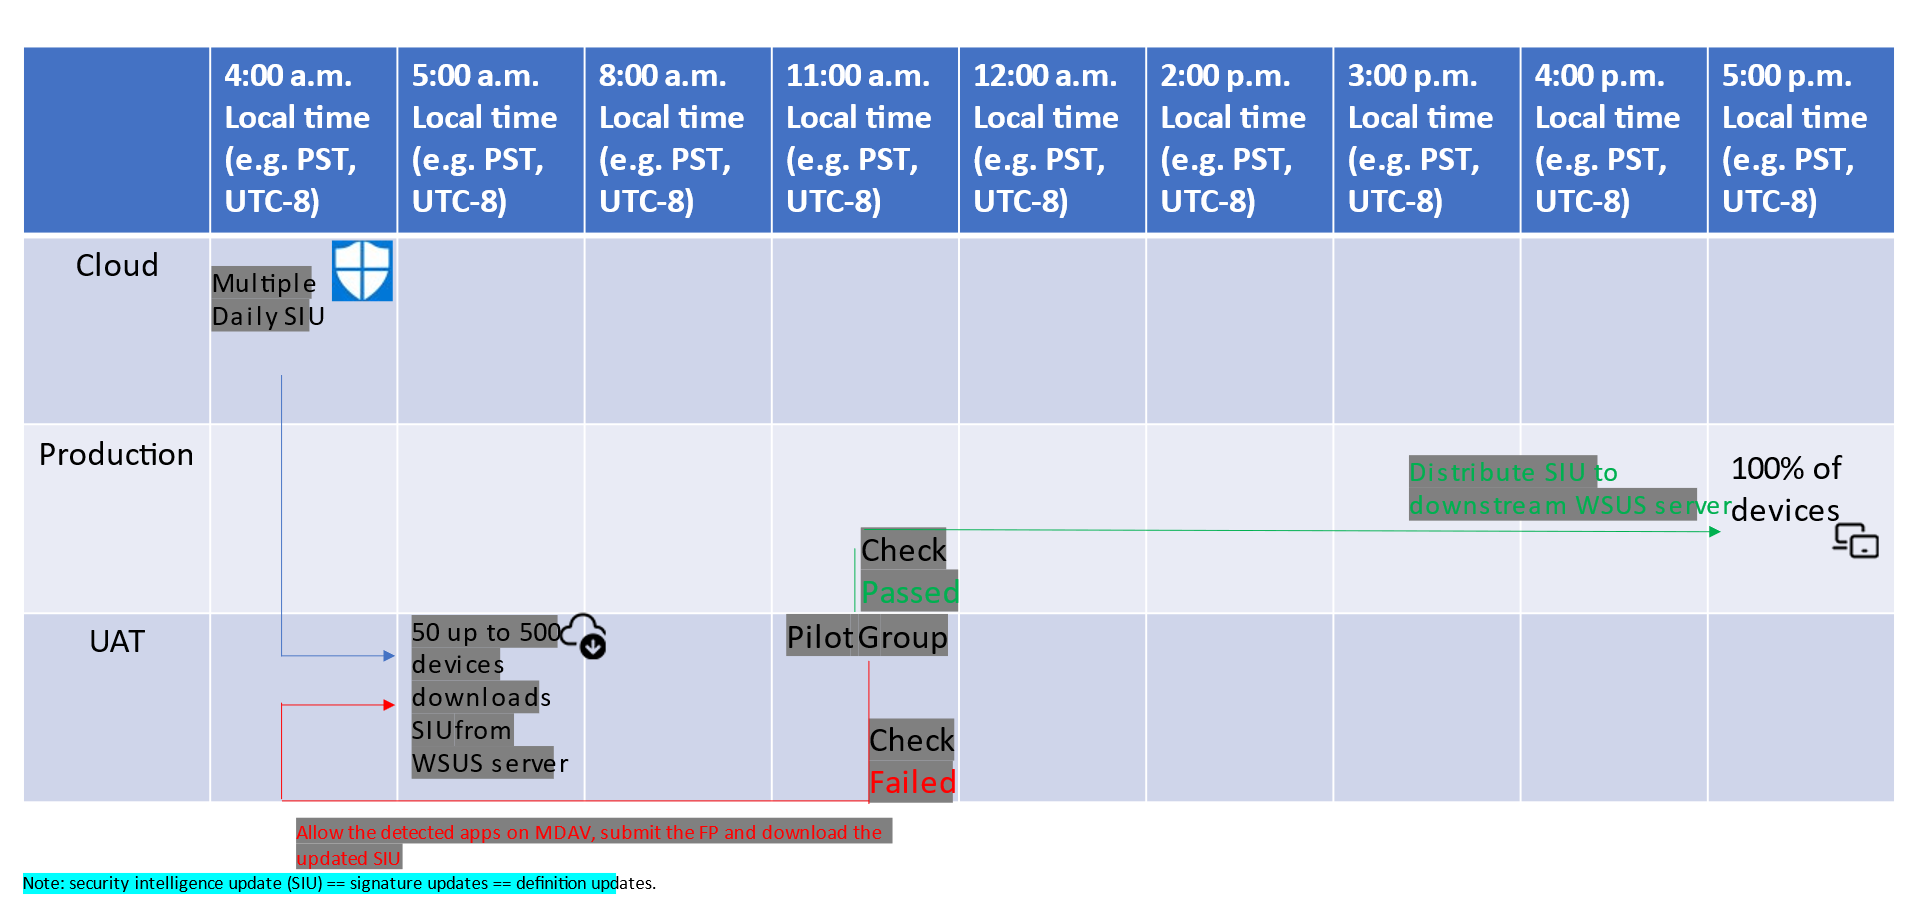 4:00 a.m.
Local time
(e.g. PST,
UTC-8)
5:00 a.m.
Local time
(e.g. PST,
UTC-8)
8:00 a.m.
Local time
(e.g. PST,
UTC-8)
11:00 a.m.
Local time
(e.g. PST,
UTC-8)
12:00 a.m.
Local time
(e.g. PST,
UTC-8)
2:00 p.m.
Local time
(e.g. PST,
UTC-8)
3:00 p.m.
Local time
(e.g. PST,
UTC-8)
4:00 p.m.
Local time
(e.g. PST,
UTC-8)
5:00 p.m.
Local time
(e.g. PST,
UTC-8)
Cloud
Multiple
Daily SIU
Production
Check
Passed
Distribute SIU to
downstream WSUS server
100% of
devices
UAT
50 up to 500
devices
downloads
SIU from
WSUS server
Pilot Group
Check
Failed
Allow the detected apps on MDAV, submit the FP and download the
updated SIU
Note: security intelligence update (SIU) == signature updates == definition updates.